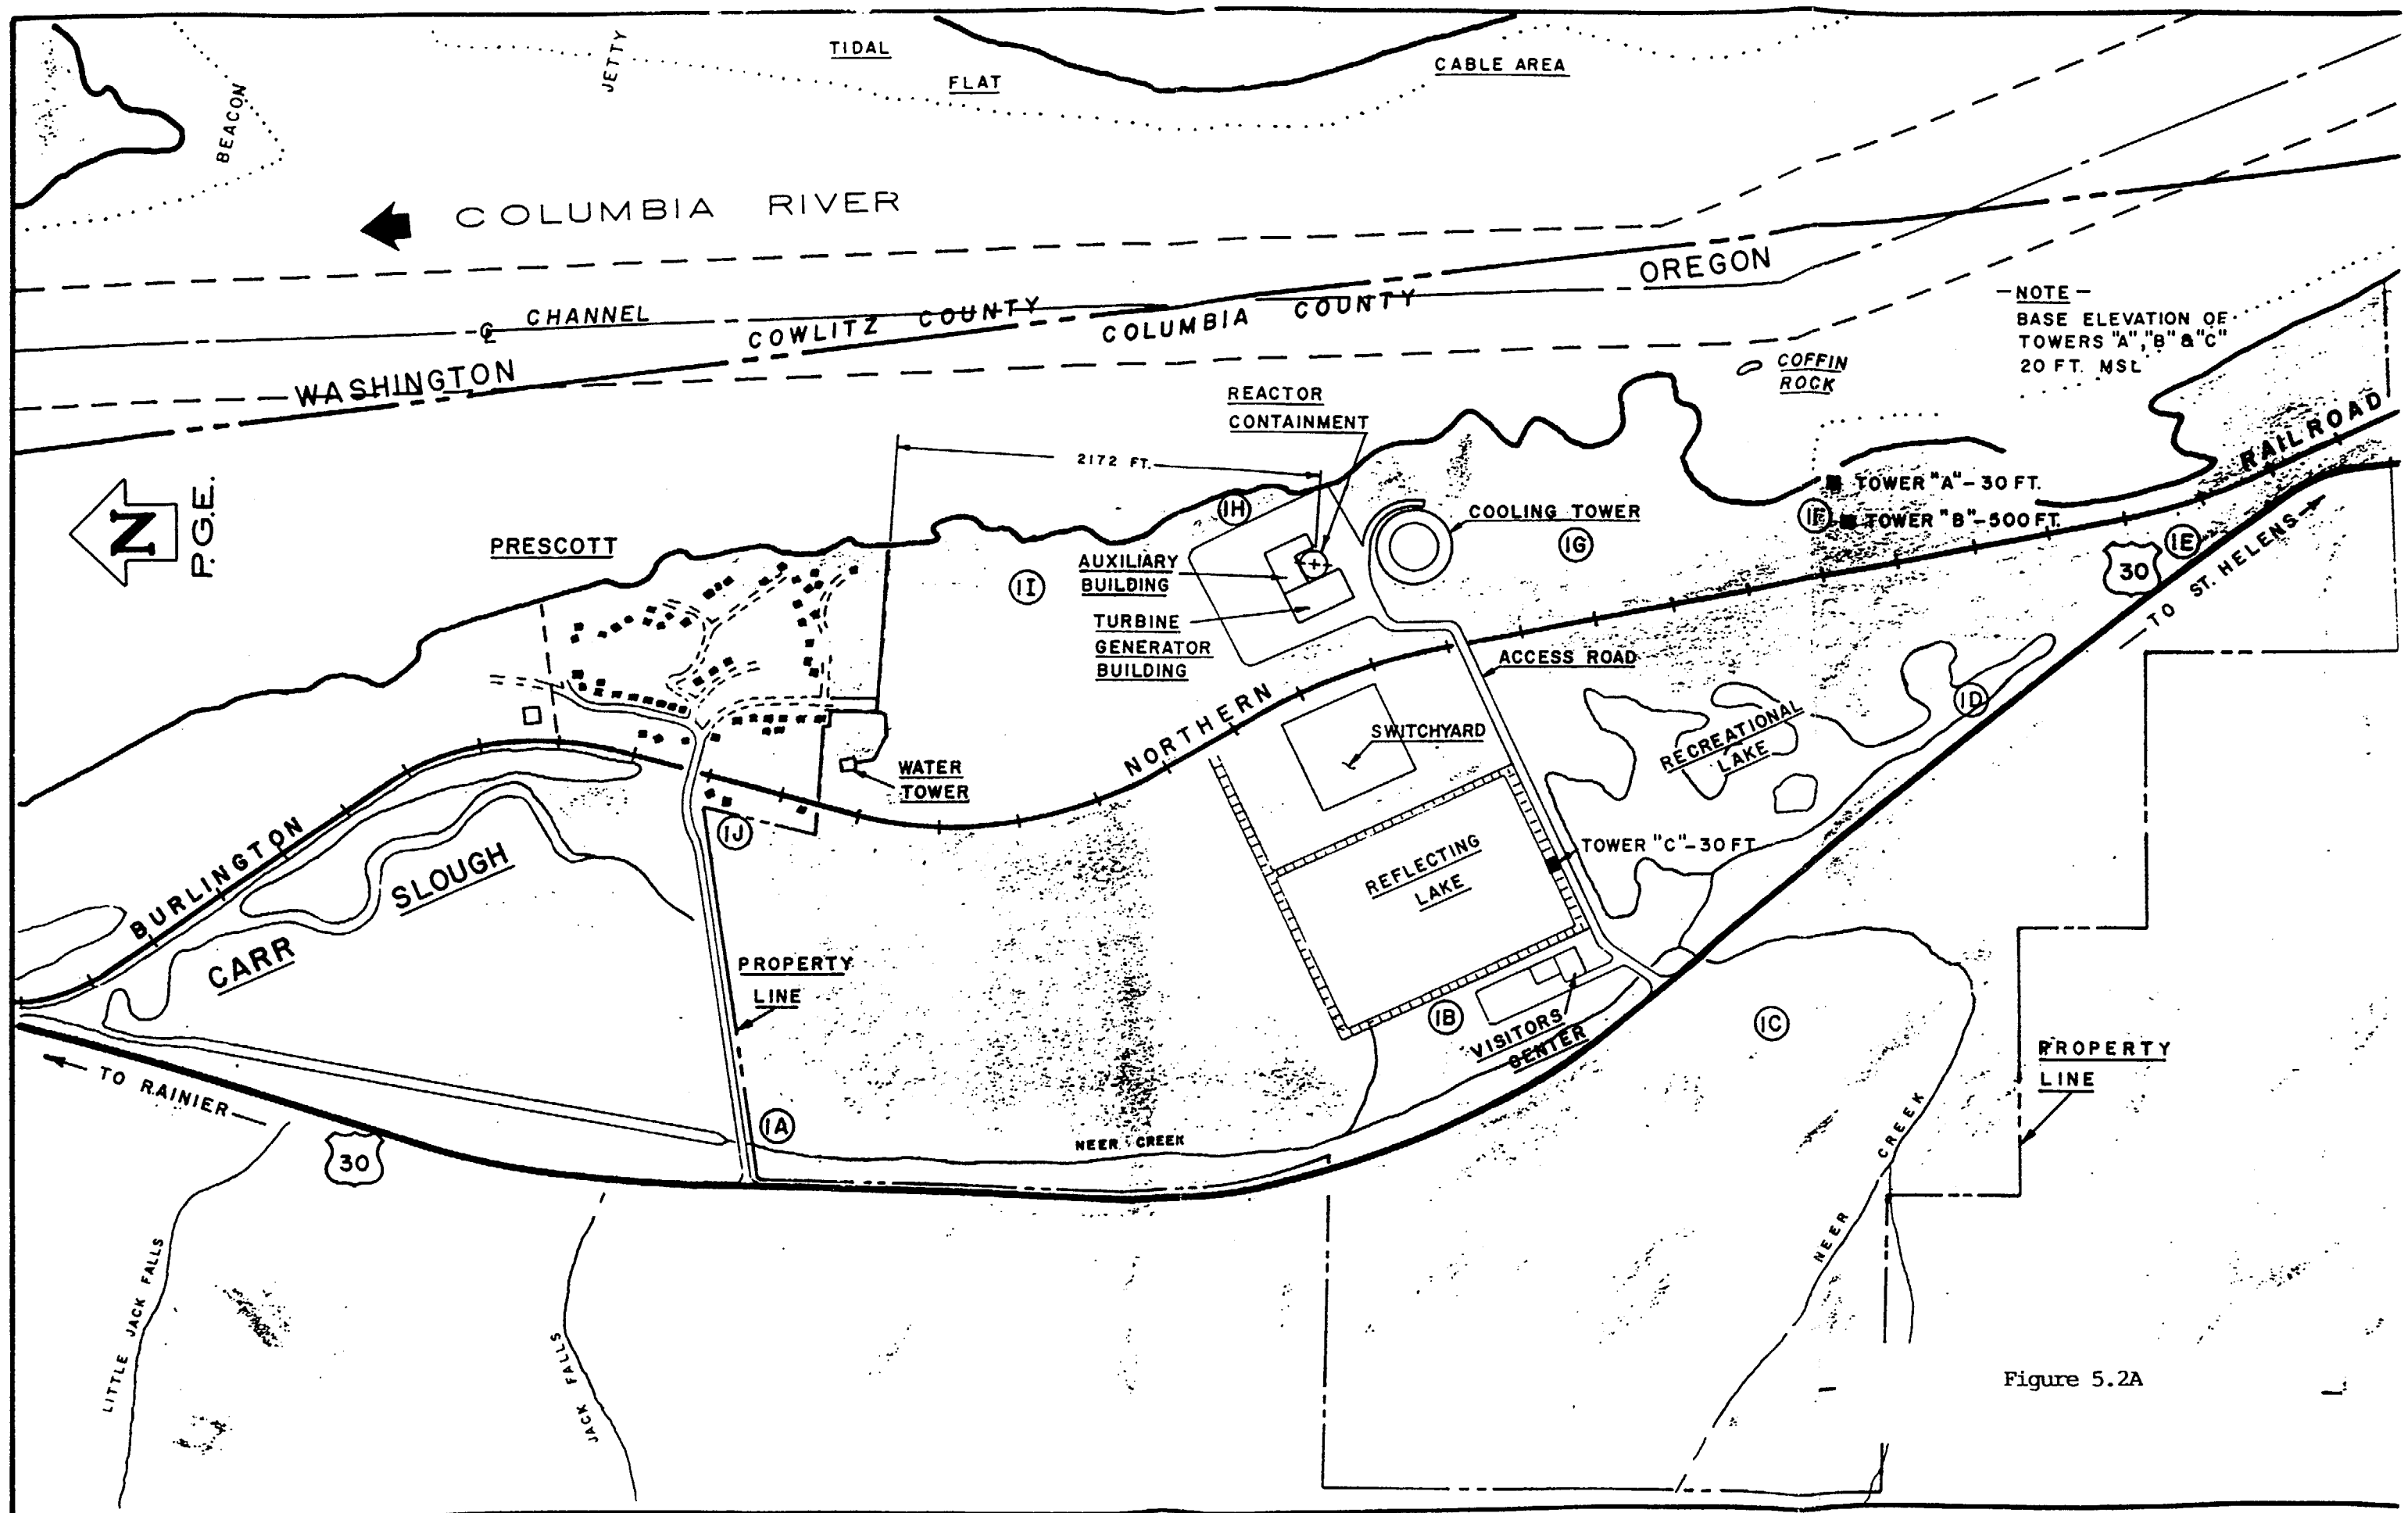 TIDAL
FLAT
JETTY
BEACON
CABLE AREA
COLUMBIA RIVER
OREGON
CHANNEL
COWLITZ COUNTY
COLUMBIA COUNTY
WASHINGTON
- NOTE -
BASE ELEVATION OF
TOWERS "A", "B" & "C"
20 FT. MSL
COFFIN
ROCK
REACTOR
CONTAINMENT
2172 FT.
N
P.G.E.
PRESCOTT
1H
COOLING TOWER
1G
TOWER "A"-30 FT.
1F
TOWER "B"-500 FT.
RAILROAD
1E
30
TO ST. HELENS
AUXILIARY
BUILDING
1I
TURBINE
GENERATOR
BUILDING
ACCESS ROAD
NORTHERN
SWITCHYARD
RECREATIONAL
LAKE
1D
WATER
TOWER
1J
TOWER "C"-30 FT.
REFLECTING
LAKE
BURLINGTON
CARR SLOUGH
PROPERTY
LINE
1B
VISITORS
CENTER
1C
PROPERTY
LINE
TO RAINIER
30
1A
NEER CREEK
NEER CREEK
LITTLE JACK FALLS
JACK FALLS
Figure 5.2A